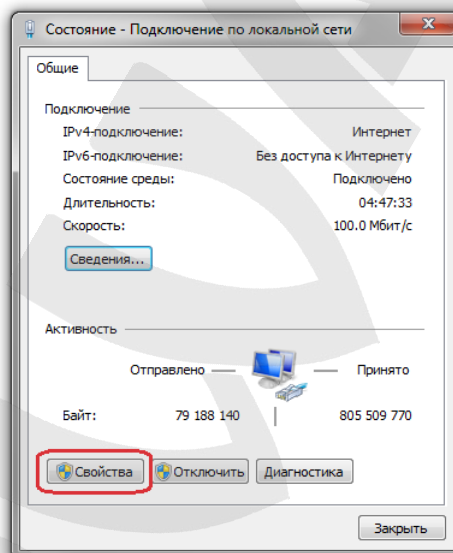 Состояние - Подключение по локальной сети
Общие
Подключение
IPv4-подключение: Интернет
IPv6-подключение: Без доступа к Интернету
Состояние среды: Подключено
Длительность: 04:47:33
Скорость: 100.0 Мбит/с
Сведения...
Активность
Отправлено — — Принято
Байт: 79 188 140 | 805 509 770
Свойства Отключить Диагностика
Закрыть